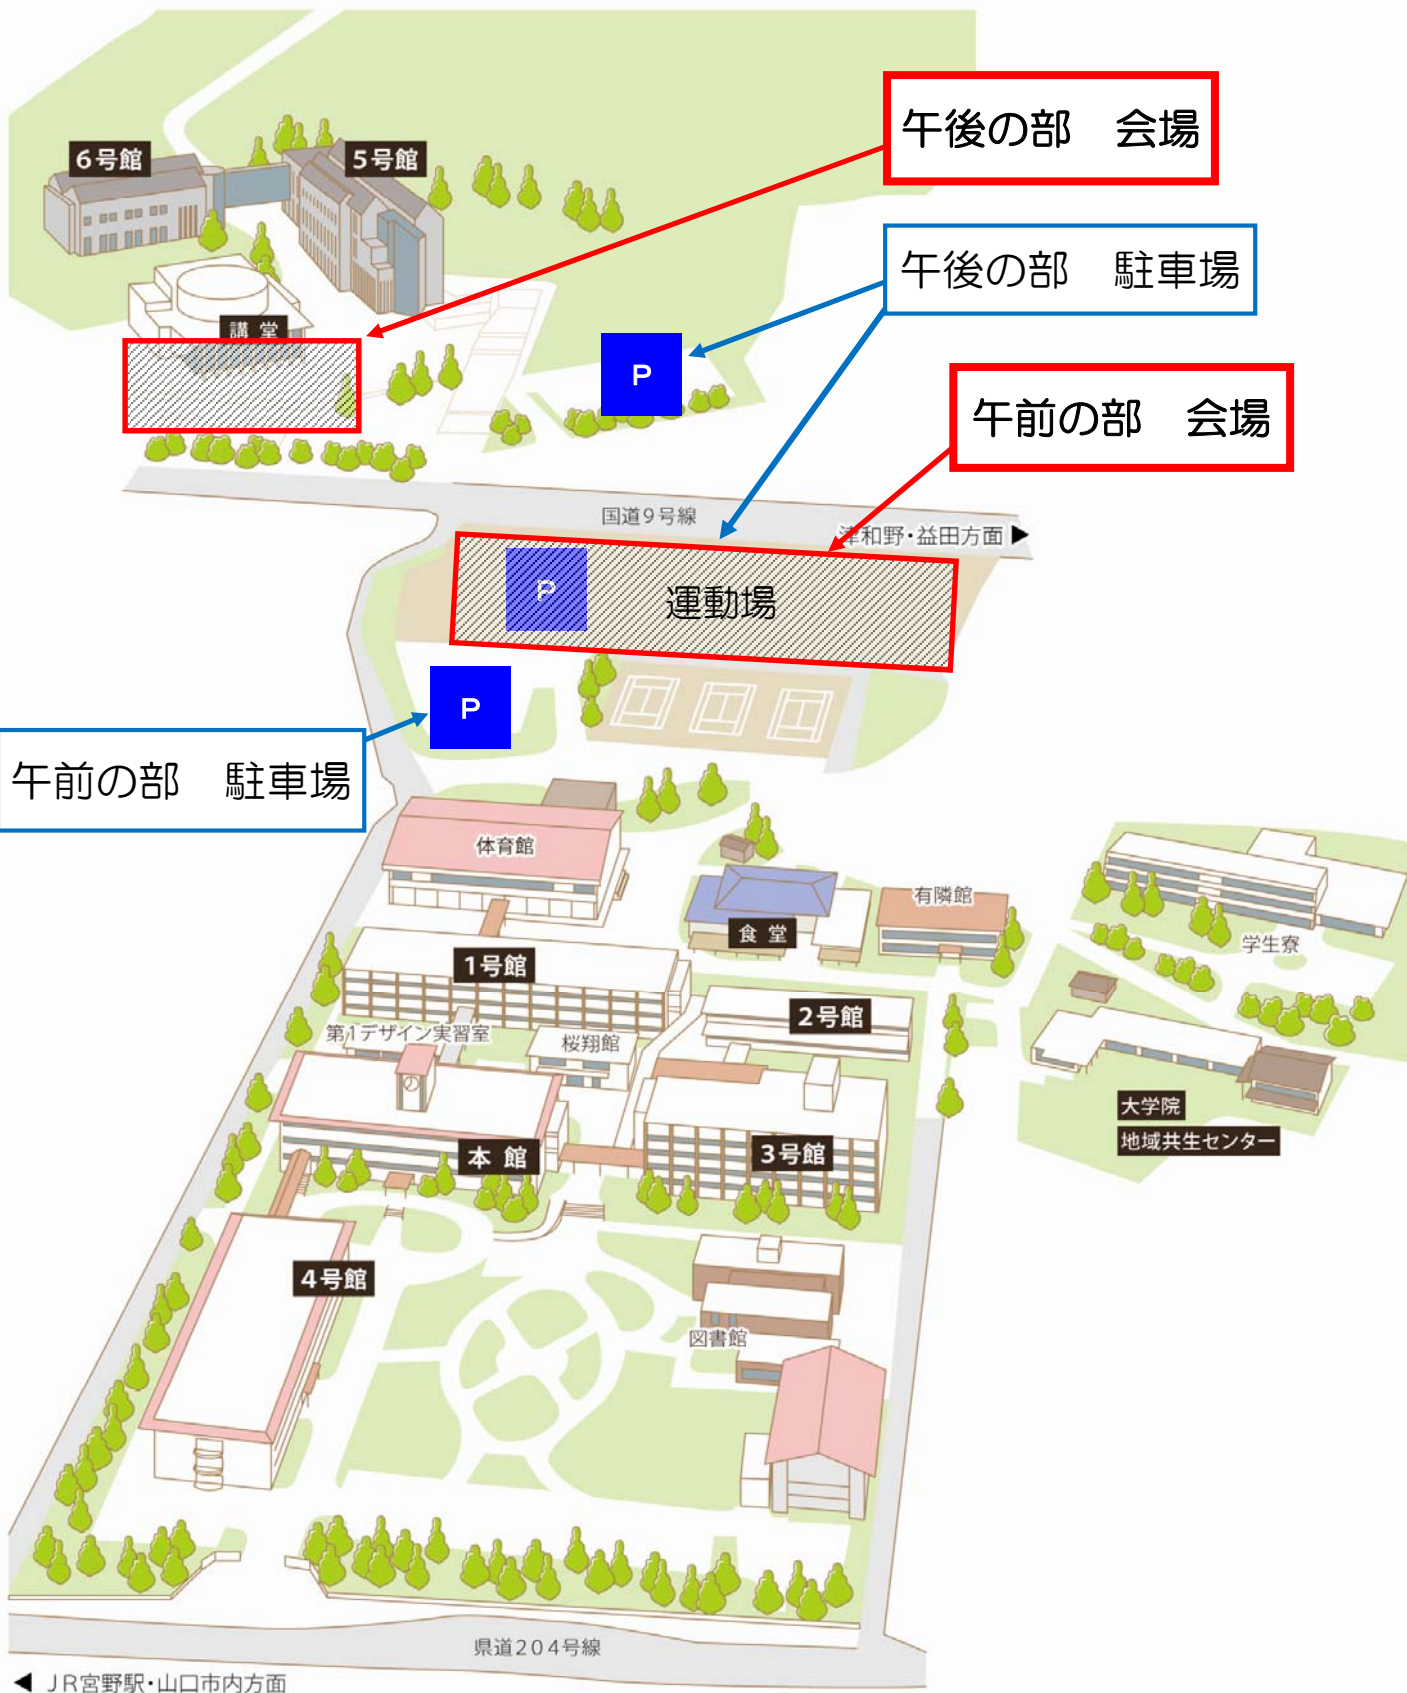 午後の部　会場
6号館
5号館
午後の部　駐車場
講 堂
P
午前の部　会場
国道9号線
津和野・益田方面 ▶
P
運動場
P
午前の部　駐車場
体育館
有隣館
食 堂
学生寮
1号館
2号館
第1デザイン実習室
桜翔館
大学院
地域共生センター
本 館
3号館
4号館
図書館
県道204号線
◀ JR宮野駅・山口市内方面